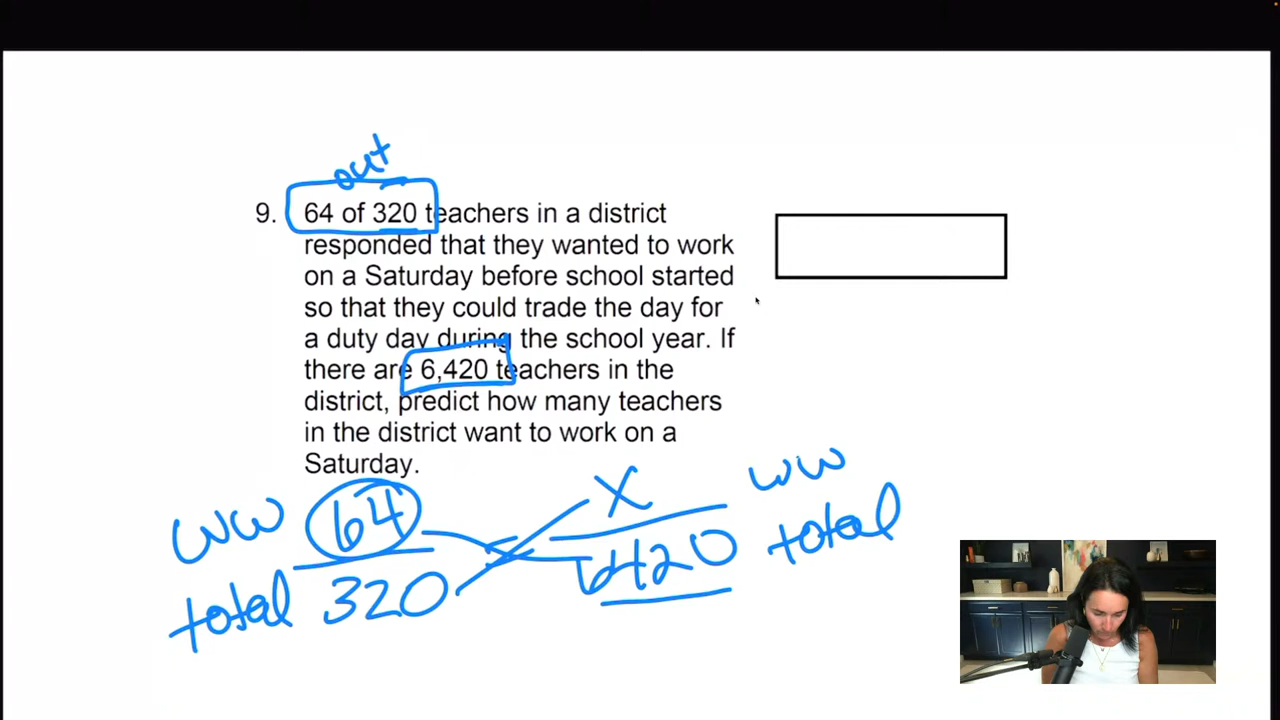 out
9. 64 of 320 teachers in a district
responded that they wanted to work
on a Saturday before school started
so that they could trade the day for
a duty day during the school year. If
there are 6,420 teachers in the
district, predict how many teachers
in the district want to work on a
Saturday.
WW 64 X WW
total 320 6420 total